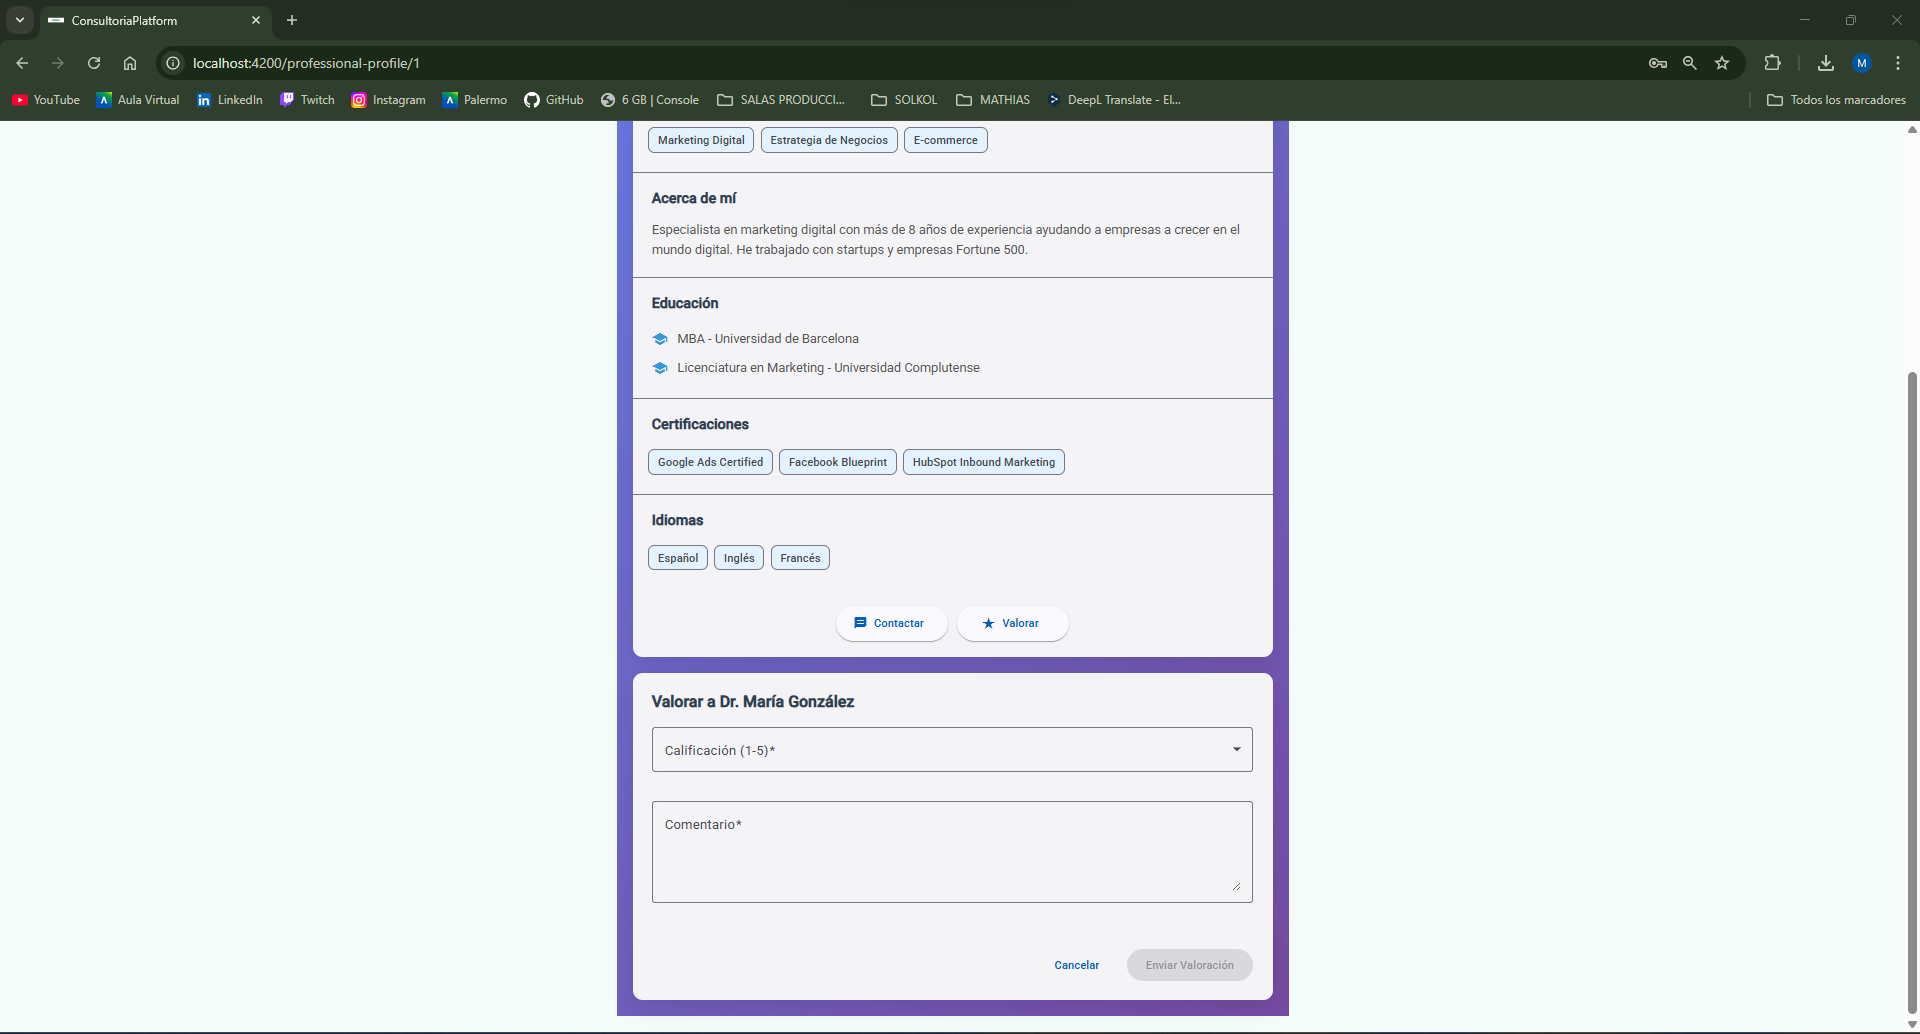 ConsultoriaPlatform
localhost:4200/professional-profile/1
M
YouTube
Aula Virtual
LinkedIn
Twitch
Instagram
Palermo
GitHub
6 GB | Console
SALAS PRODUCCI...
SOLKOL
MATHIAS
DeepL Translate - El...
Todos los marcadores
Marketing Digital
Estrategia de Negocios
E-commerce
Acerca de mí
Especialista en marketing digital con más de 8 años de experiencia ayudando a empresas a crecer en el
mundo digital. He trabajado con startups y empresas Fortune 500.
Educación
MBA - Universidad de Barcelona
Licenciatura en Marketing - Universidad Complutense
Certificaciones
Google Ads Certified
Facebook Blueprint
HubSpot Inbound Marketing
Idiomas
Español
Inglés
Francés
Contactar
Valorar
Valorar a Dr. María González
Calificación (1-5)*
Comentario*
Cancelar
Enviar Valoración